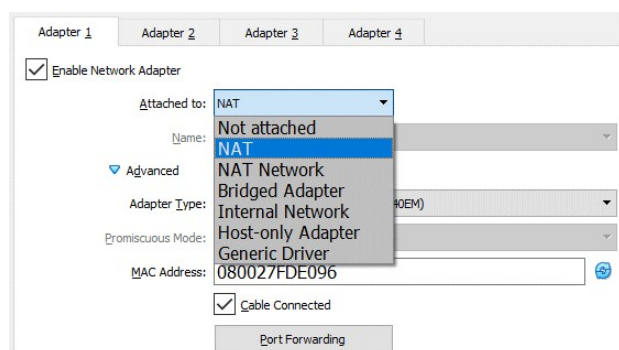 Adapter 1 Adapter 2 Adapter 3 Adapter 4
Enable Network Adapter
Attached to: NAT
Not attached
Name:
NAT
Advanced
NAT Network
Bridged Adapter
Adapter Type: 40EM)
Internal Network
Promiscuous Mode:
Host-only Adapter
Generic Driver
MAC Address: 080027FDE096
Cable Connected
Port Forwarding